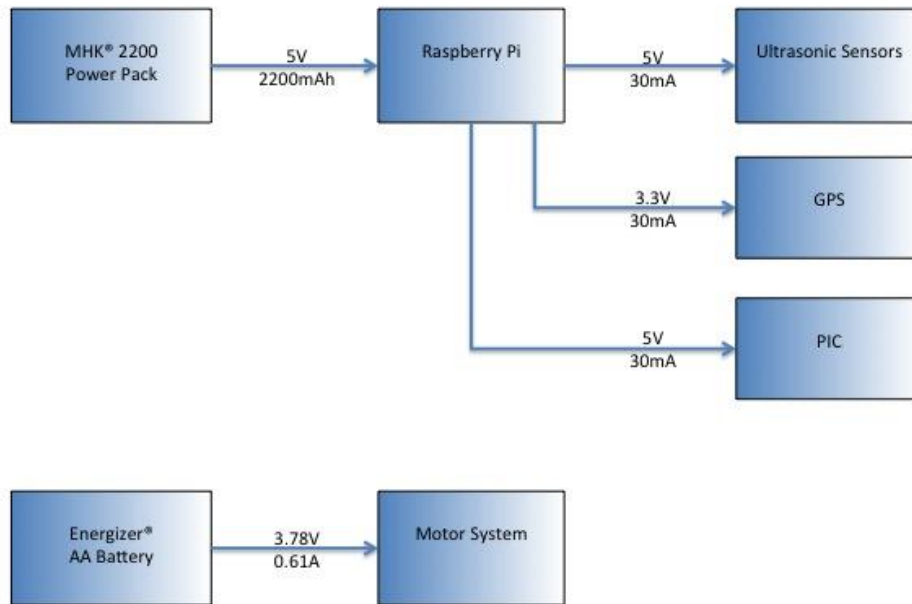 MHK® 2200
Power Pack
5V
2200mAh
Raspberry Pi
5V
30mA
Ultrasonic Sensors
3.3V
30mA
GPS
5V
30mA
PIC
Energizer®
AA Battery
3.78V
0.61A
Motor System